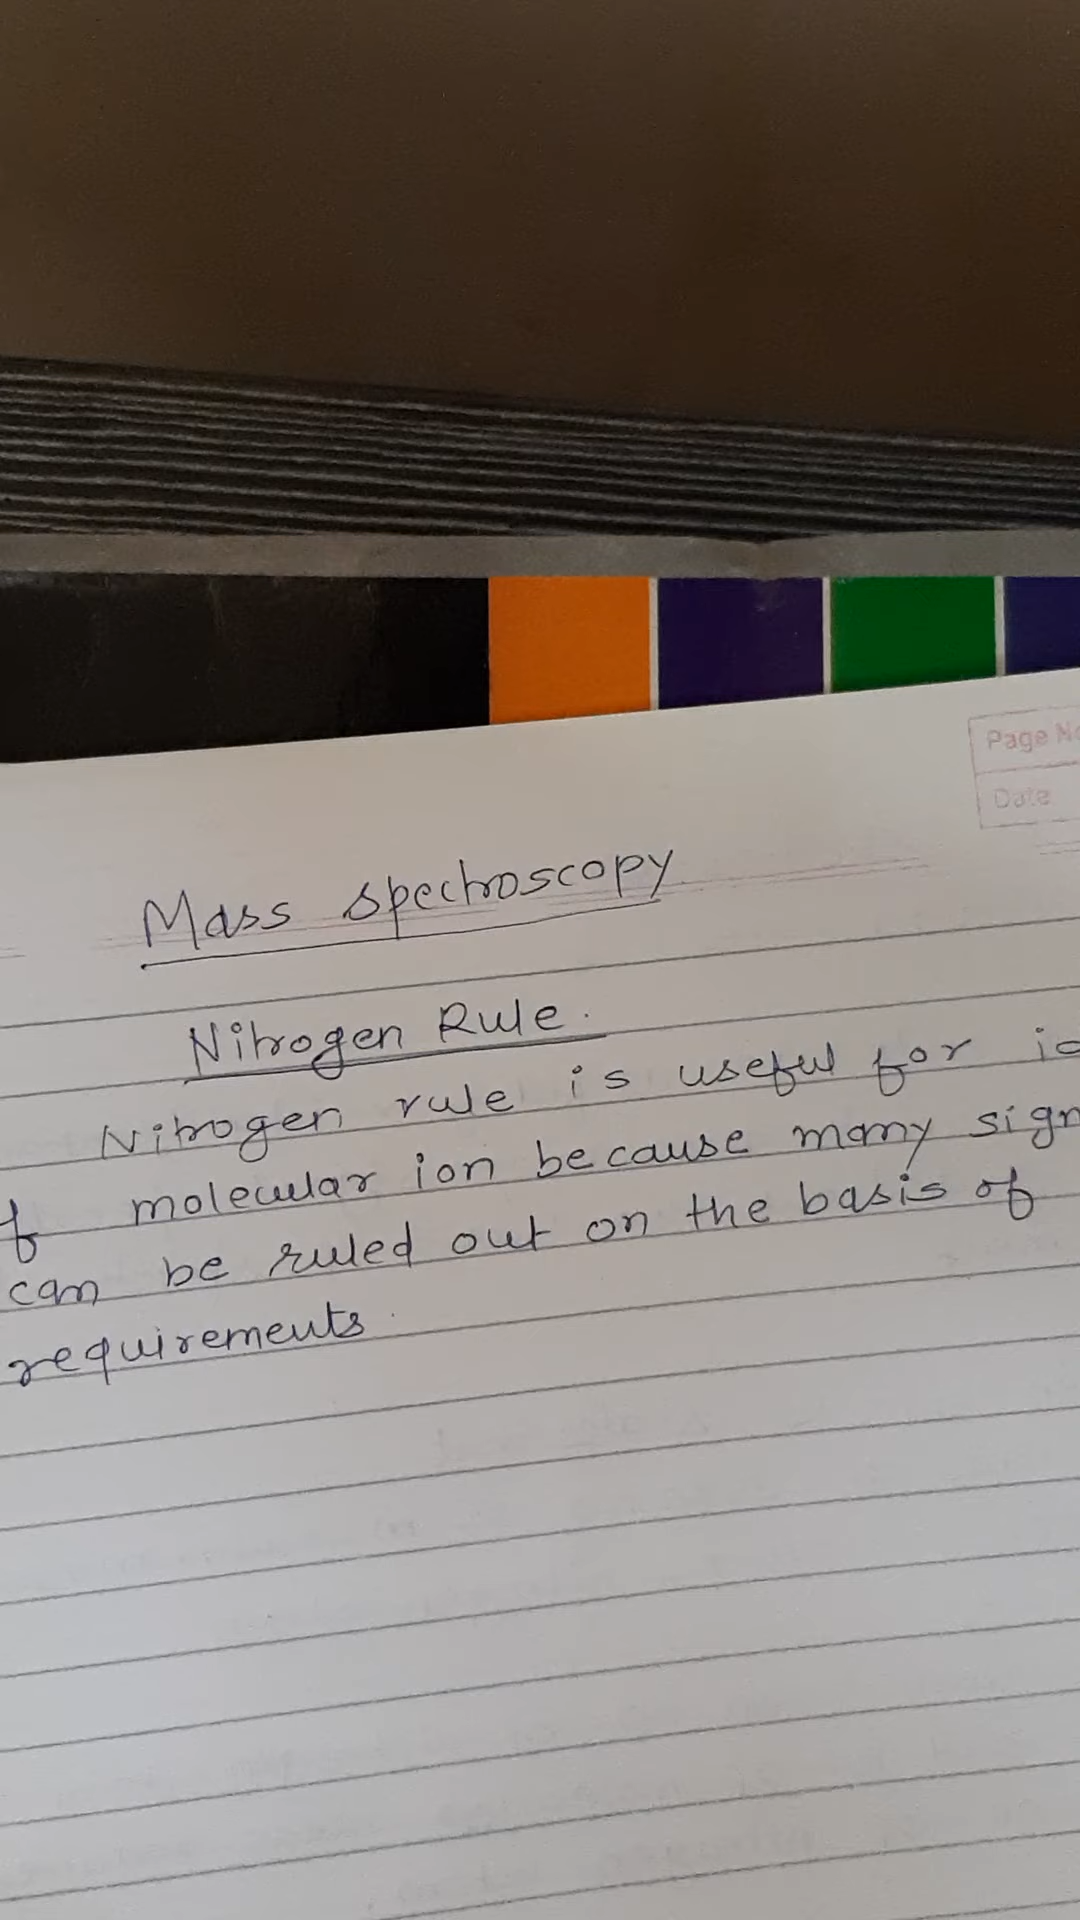 Page No
Date
Mass spectroscopy
Nitrogen Rule.
Nitrogen rule is useful for
molecular ion because many
can be ruled out on the basis of
requirements